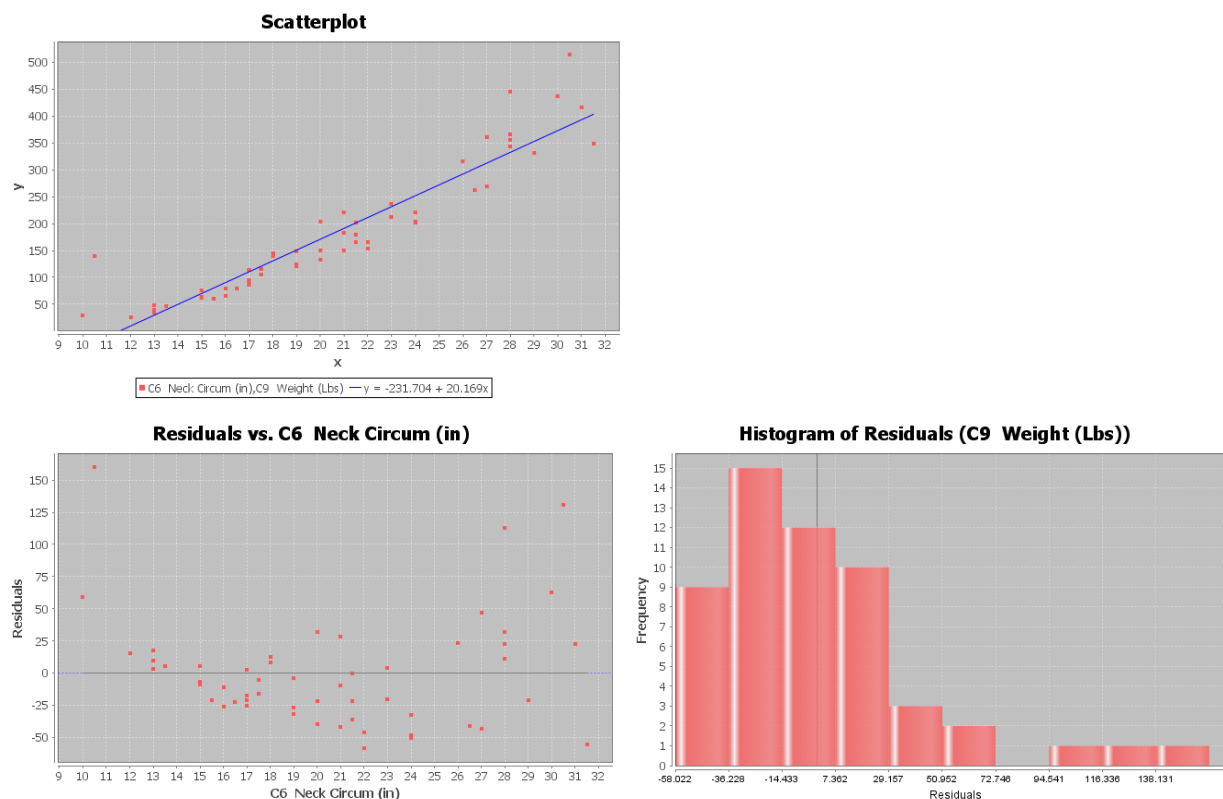 Scatterplot
500
450
400
350
300
250
200
150
100
50
y
9 10 11 12 13 14 15 16 17 18 19 20 21 22 23 24 25 26 27 28 29 30 31 32
x
C6 Neck Circum (in),C9 Weight (Lbs) y = -231.704 + 20.169x
Residuals vs. C6 Neck Circum (in)
150
125
100
75
50
25
0
-25
-50
Residuals
9 10 11 12 13 14 15 16 17 18 19 20 21 22 23 24 25 26 27 28 29 30 31 32
C6 Neck Circum (in)
Histogram of Residuals (C9 Weight (Lbs))
15
14
13
12
11
10
9
8
7
6
5
4
3
2
1
0
Frequency
-58.022 -36.228 -14.433 7.362 29.157 50.952 72.746 94.541 116.336 138.131
Residuals